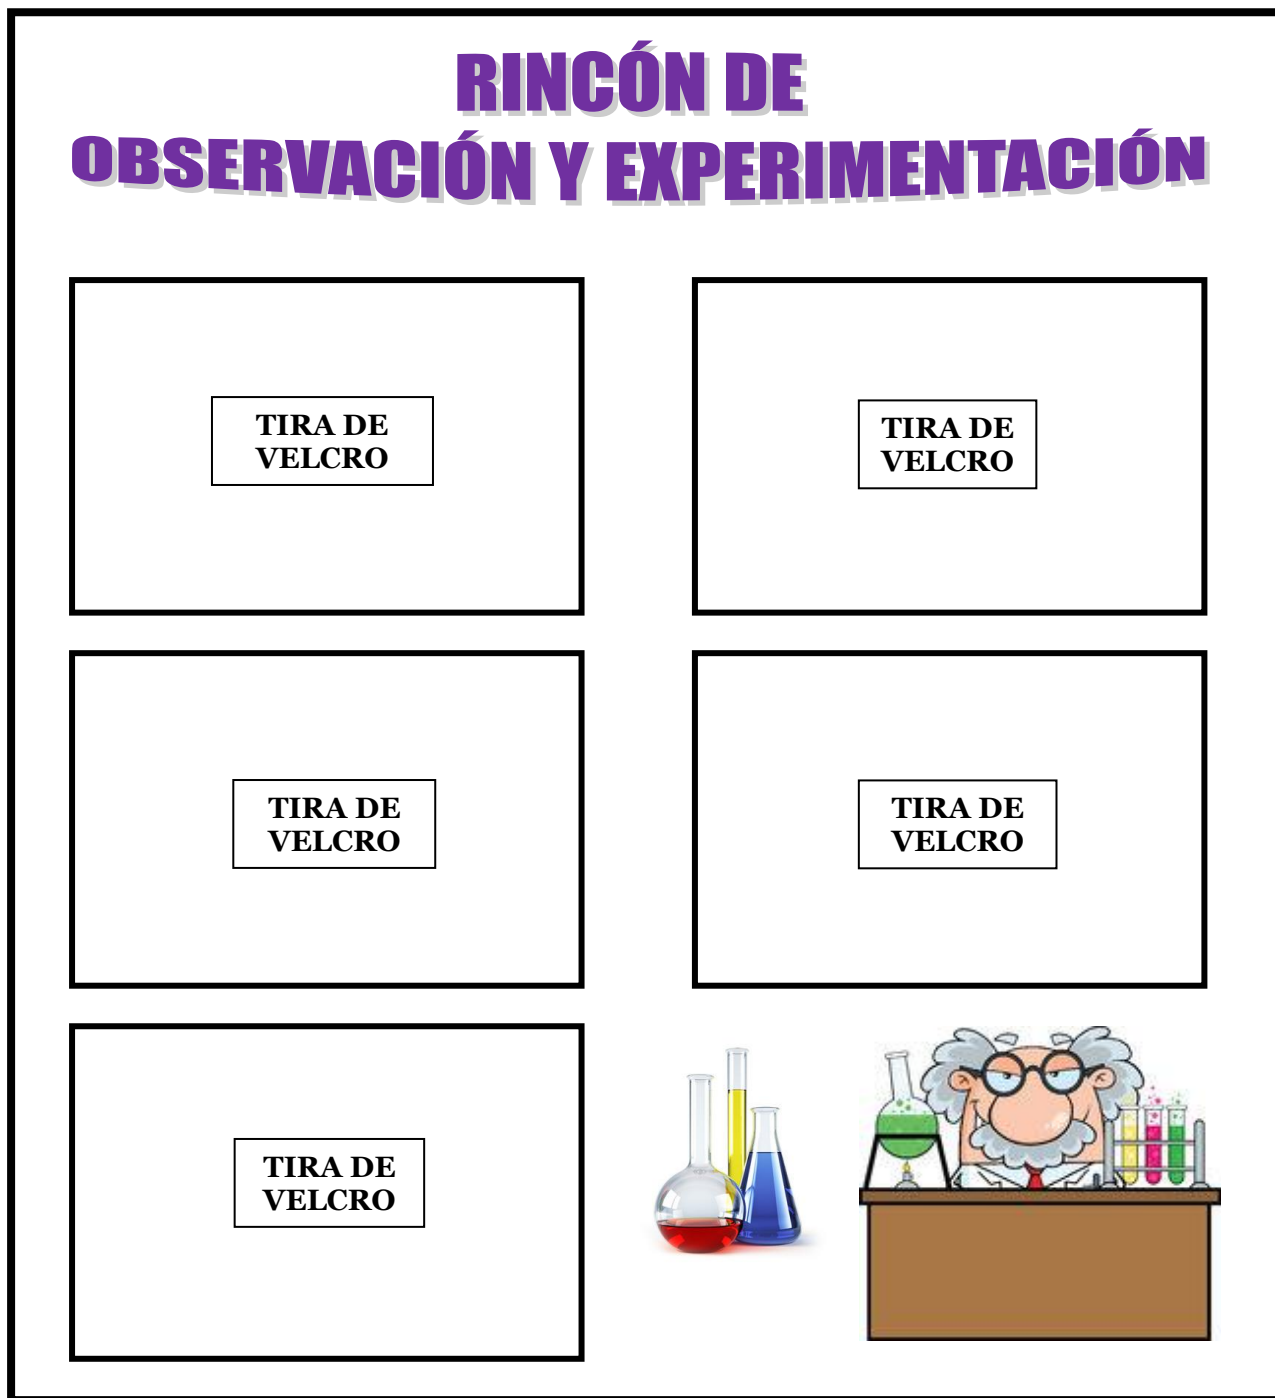 RINCÓN DE
OBSERVACIÓN Y EXPERIMENTACIÓN
TIRA DE
VELCRO
TIRA DE
VELCRO
TIRA DE
VELCRO
TIRA DE
VELCRO
TIRA DE
VELCRO